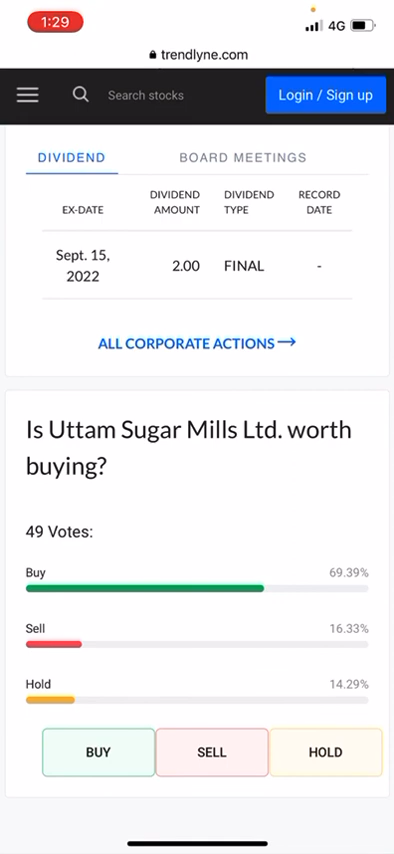 1:29
4G
trendlyne.com
Search stocks
Login / Sign up
DIVIDEND
BOARD MEETINGS
EX-DATE
DIVIDEND
AMOUNT
DIVIDEND
TYPE
RECORD
DATE
Sept. 15,
2022
2.00
FINAL
-
ALL CORPORATE ACTIONS→
Is Uttam Sugar Mills Ltd. worth
buying?
49 Votes:
Buy
69.39%
Sell
16.33%
Hold
14.29%
BUY
SELL
HOLD